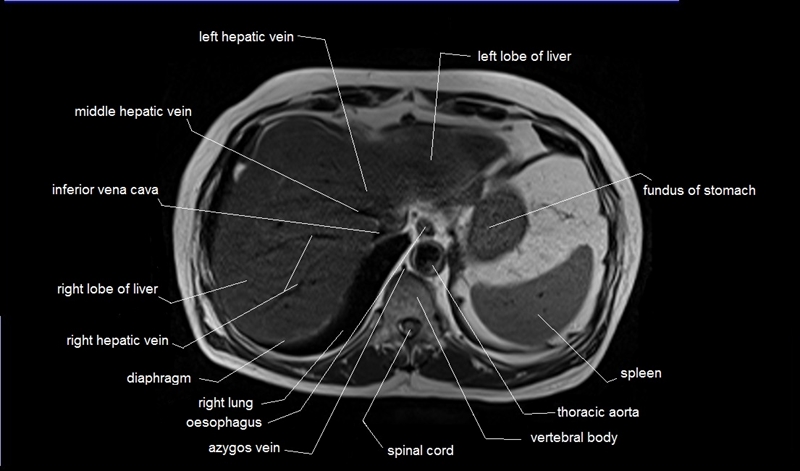 left hepatic vein
left lobe of liver
middle hepatic vein
inferior vena cava
fundus of stomach
right lobe of liver
right hepatic vein
diaphragm
spleen
right lung
thoracic aorta
oesophagus
vertebral body
azygos vein
spinal cord